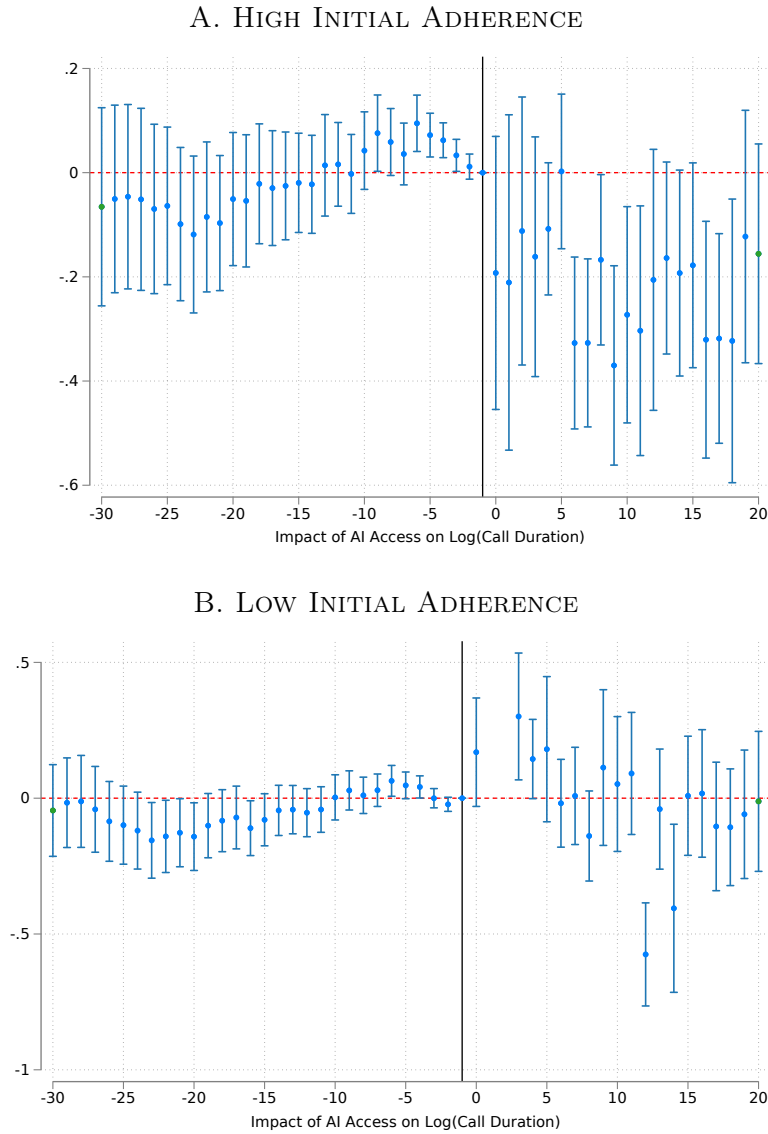 A. High Initial Adherence
.2
0
-.2
-.4
-.6
-30 -25 -20 -15 -10 -5 0 5 10 15 20
Impact of AI Access on Log(Call Duration)
B. Low Initial Adherence
.5
0
-.5
-1
-30 -25 -20 -15 -10 -5 0 5 10 15 20
Impact of AI Access on Log(Call Duration)